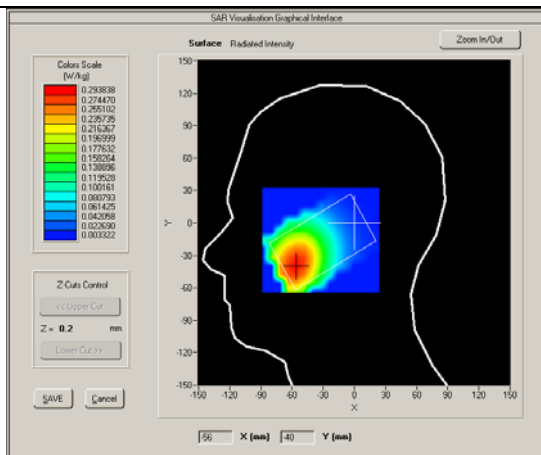 SAR Visualisation Graphical Interface
Surface Radiated Intensity
Zoom In/Out
Colors Scale
(W/kg)
0.293838
0.274470
0.255102
0.235735
0.216367
0.196999
0.177632
0.158264
0.138896
0.119528
0.100161
0.080793
0.061425
0.042058
0.022690
0.003322
Z Cuts Control
<< Upper Cut
Z = 0.2 mm
Lower Cut >>
SAVE Cancel
150-
120-
90-
60-
30-
0-
-30-
-60-
-90-
-120-
-150-
Y
-150 -120 -90 -60 -30 0 30 60 90 120 150
X
-56 X (mm) -40 Y (mm)